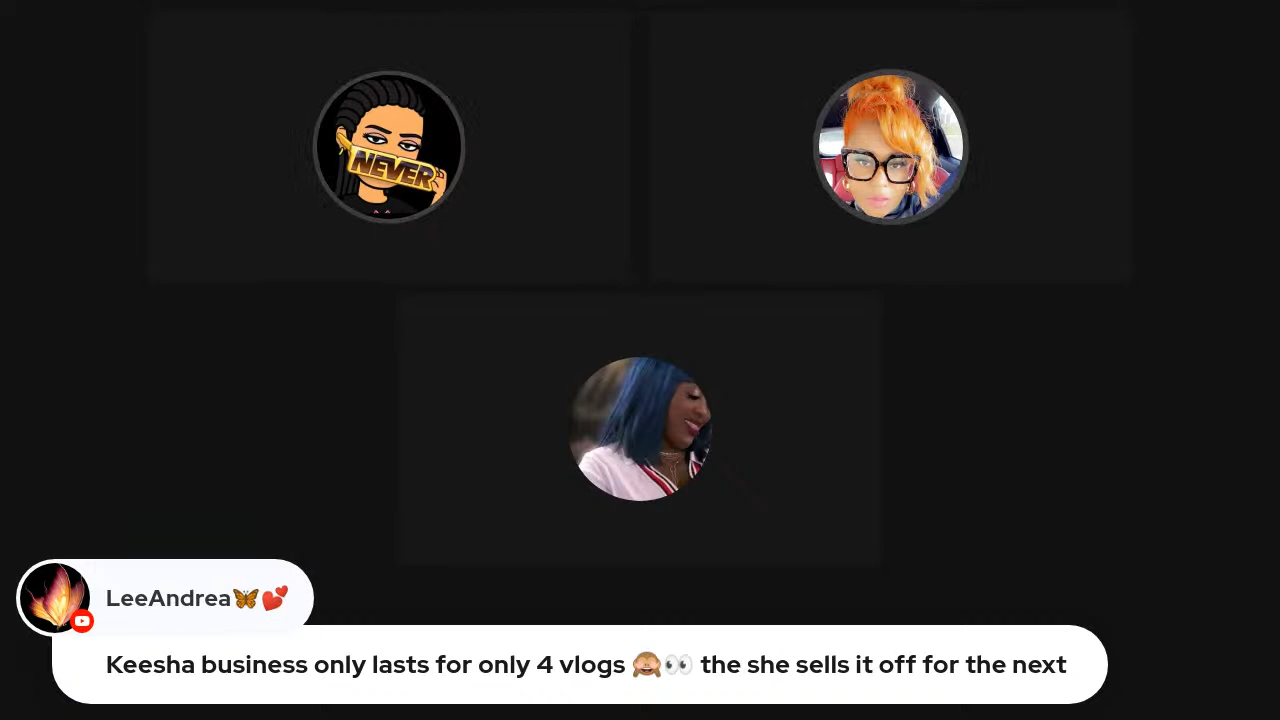 NEVER
LeeAndrea🦋💕
Keesha business only lasts for only 4 vlogs 🙈👀 the she sells it off for the next